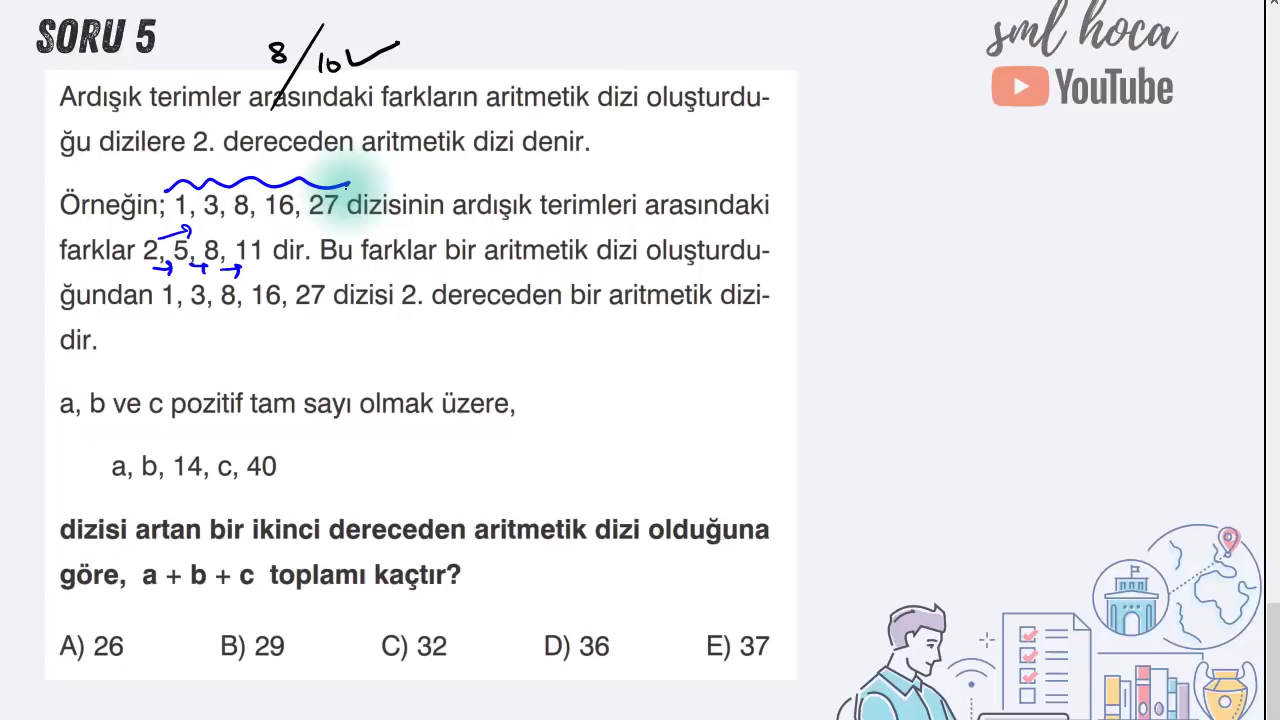 SORU 5
8/10
sml hoca
YouTube
Ardışık terimler arasındaki farkların aritmetik dizi oluşturdu-
ğu dizilere 2. dereceden aritmetik dizi denir.
Örneğin; 1, 3, 8, 16, 27 dizisinin ardışık terimleri arasındaki
farklar 2, 5, 8, 11 dir. Bu farklar bir aritmetik dizi oluşturdu-
ğundan 1, 3, 8, 16, 27 dizisi 2. dereceden bir aritmetik dizi-
dir.
a, b ve c pozitif tam sayı olmak üzere,
a, b, 14, c, 40
dizisi artan bir ikinci dereceden aritmetik dizi olduğuna
göre, a + b + c toplamı kaçtır?
A) 26 B) 29 C) 32 D) 36 E) 37